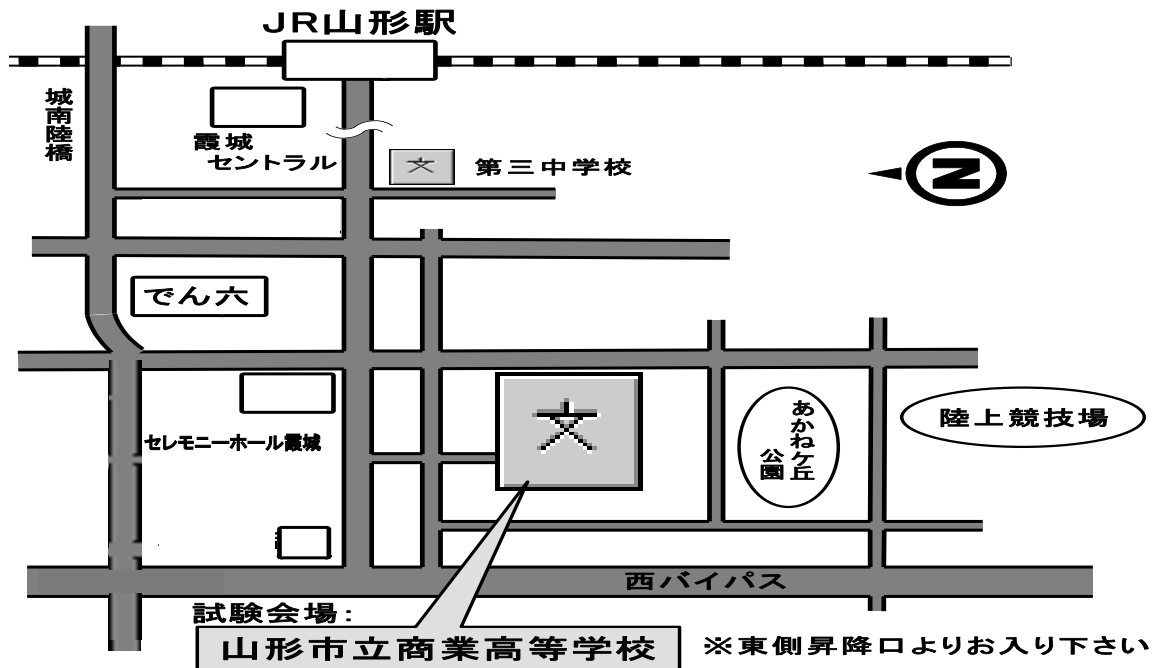 JR山形駅
城南陸橋
霞城
セントラル
文
第三中学校
N
でん六
文
セレモニーホール霞城
あかねケ丘
公園
陸上競技場
西バイパス
試験会場:
山形市立商業高等学校
※東側昇降口よりお入り下さい